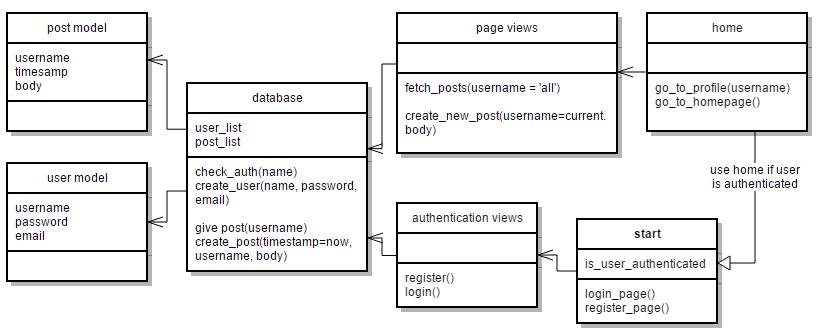 post model
username
timesamp
body
user model
username
password
email
database
user_list
post_list
check_auth(name)
create_user(name, password,
email)
give post(username)
create_post(timestamp=now,
username, body)
page views
fetch_posts(username = 'all')
create_new_post(username=current.
body)
authentication views
register()
login()
home
go_to_profile(username)
go_to_homepage()
use home if user
is authenticated
start
is_user_authenticated
login_page()
register_page()